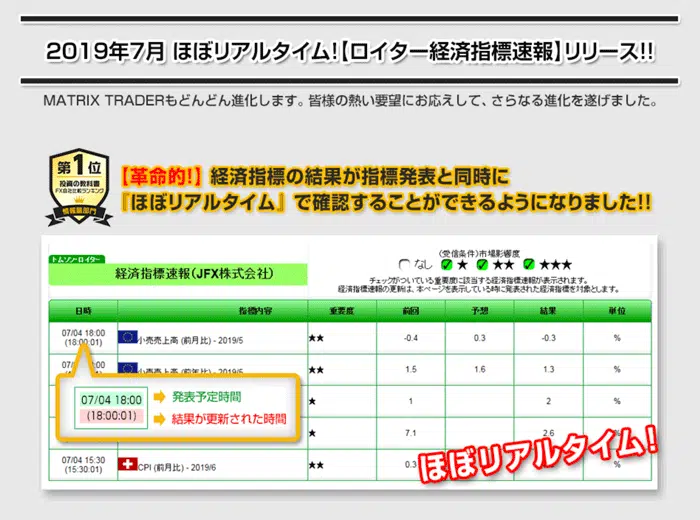 2019年7月 ほぼリアルタイム!【ロイター経済指標速報】リリース!!
MATRIX TRADERもどんどん進化します。皆様の熱い要望にお応えして、さらなる進化を遂げました。
第1位
投資の教科書
FX会社比較ランキング
情報量部門
【革命的!】経済指標の結果が指標発表と同時に
『ほぼリアルタイム』で確認することができるようになりました!!
トムソン・ロイター
経済指標速報(JFX株式会社)
(受信条件)市場影響度
なし ★ ★★ ★★★
チェックがついている重要度に該当する経済指標が表示されます。
経済指標速報の更新は、本ページを表示している時に発表された経済指標を対象とします。
日時 指標内容 重要度 前回 予想 結果 単位
07/04 18:00 小売売上高 (前月比) - 2019/5 ★★ -0.4 0.3 -0.3 %
(18:00:01)
小売売上高 (前年比) - 2019/5 ★★ 1.5 1.6 1.3 %
★ 1 2 %
★ 7.1 2.6 %
07/04 15:30 CPI (前月比) - 2019/6 ★★ 0.3 %
(15:30:01)
07/04 18:00 発表予定時間
(18:00:01) 結果が更新された時間
ほぼリアルタイム!